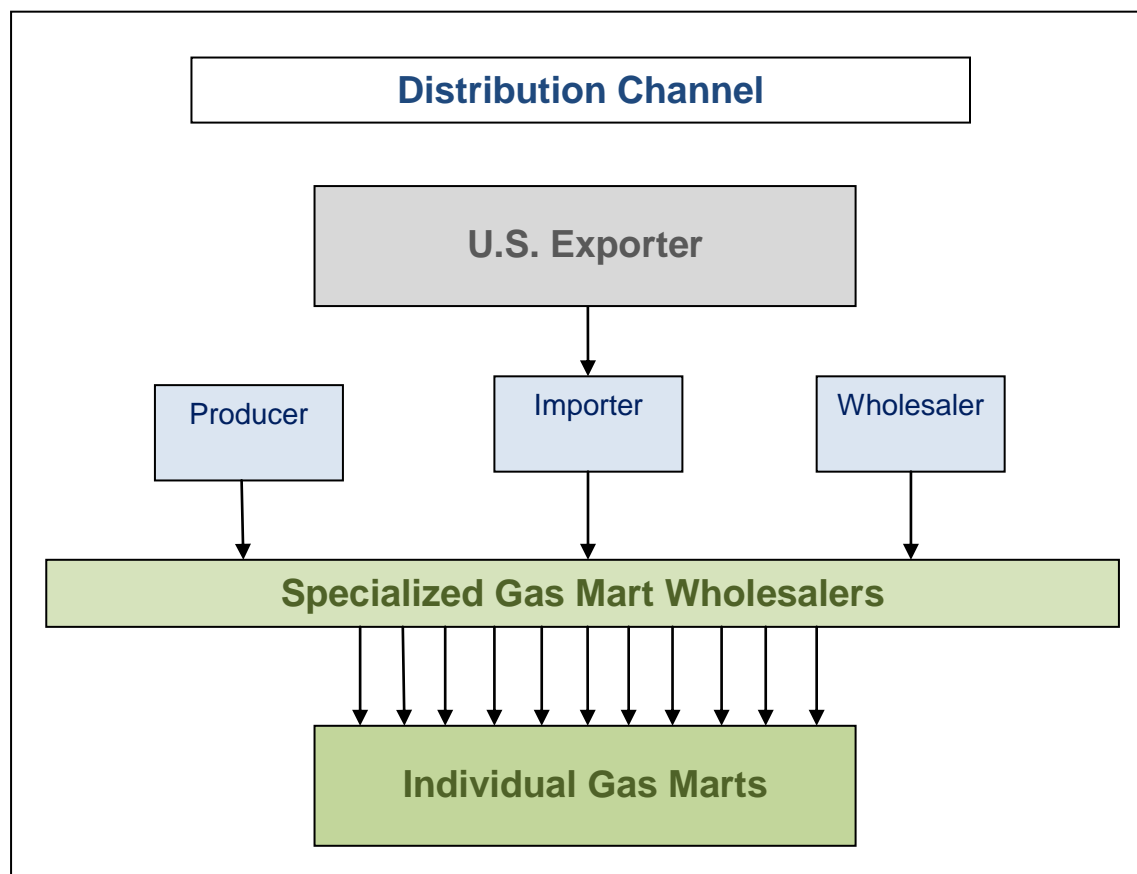 Distribution Channel
U.S. Exporter
Producer
Importer
Wholesaler
Specialized Gas Mart Wholesalers
Individual Gas Marts